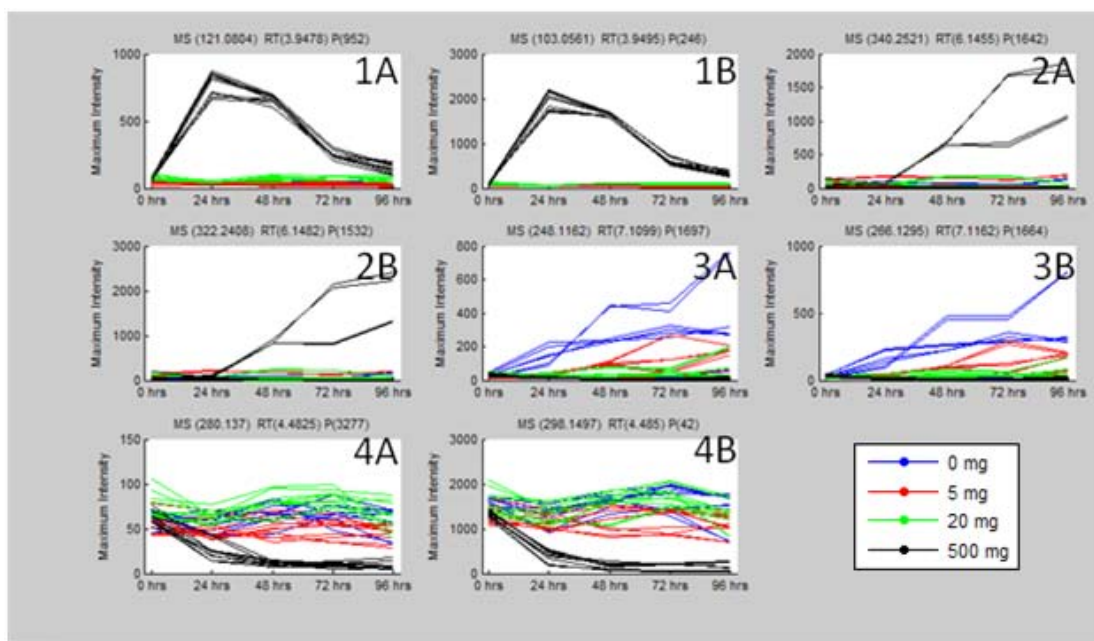 MS (121.0804) RT(3.9478) P(952)
1A
Maximum Intensity
1000
500
0
0 hrs 24 hrs 48 hrs 72 hrs 96 hrs
MS (103.0561) RT(3.9495) P(246)
1B
Maximum Intensity
3000
2000
1000
0
0 hrs 24 hrs 48 hrs 72 hrs 96 hrs
MS (340.2521) RT(6.1455) P(1642)
2A
Maximum Intensity
2000
1500
1000
500
0
0 hrs 24 hrs 48 hrs 72 hrs 96 hrs
MS (322.2408) RT(6.1482) P(1532)
2B
Maximum Intensity
3000
2000
1000
0
0 hrs 24 hrs 48 hrs 72 hrs 96 hrs
MS (248.1162) RT(7.1099) P(1697)
3A
Maximum Intensity
800
600
400
200
0
0 hrs 24 hrs 48 hrs 72 hrs 96 hrs
MS (266.1295) RT(7.1162) P(1664)
3B
Maximum Intensity
1000
500
0
0 hrs 24 hrs 48 hrs 72 hrs 96 hrs
MS (280.137) RT(4.4825) P(3277)
4A
Maximum Intensity
150
100
50
0
0 hrs 24 hrs 48 hrs 72 hrs 96 hrs
MS (298.1497) RT(4.485) P(42)
4B
Maximum Intensity
3000
2000
1000
0
0 hrs 24 hrs 48 hrs 72 hrs 96 hrs
0 mg
5 mg
20 mg
500 mg